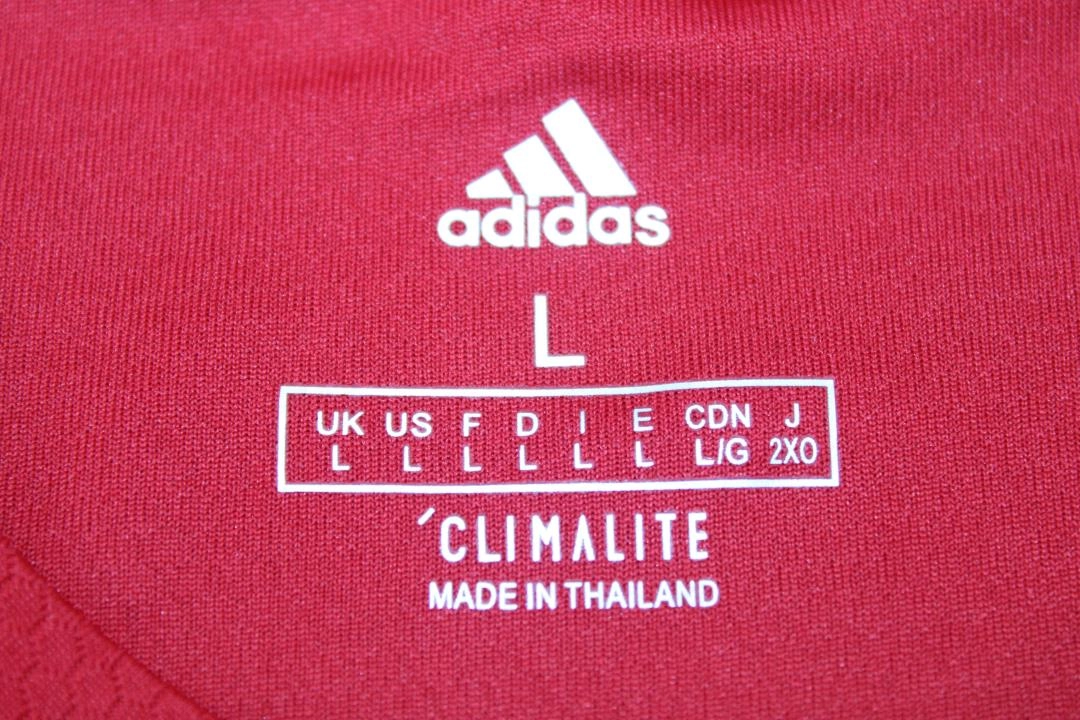 adidas
L
UK US F D I E CDN J
L L L L L L L/G 2XO
´CLIMALITE
MADE IN THAILAND